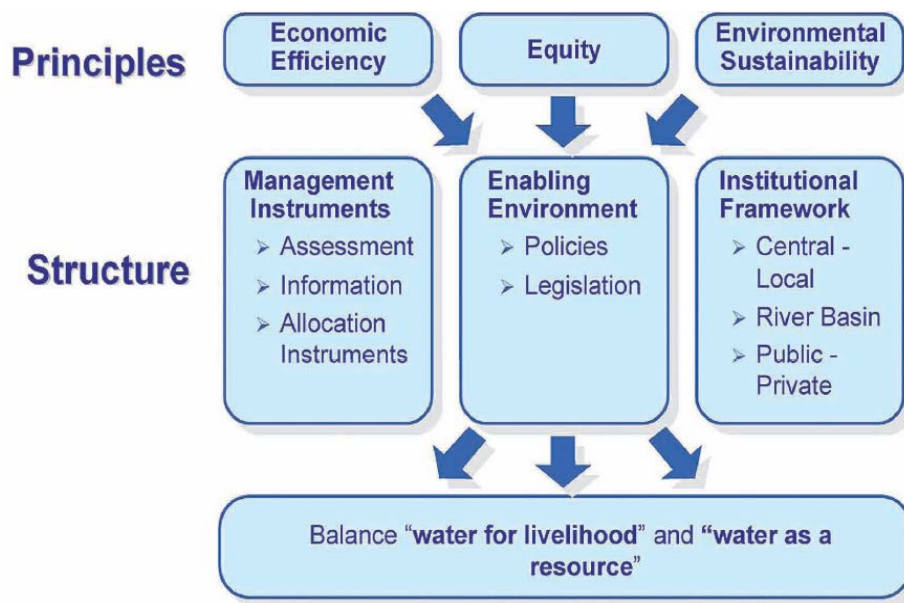 Principles
Economic
Efficiency
Equity
Environmental
Sustainability
Structure
Management
Instruments
➢ Assessment
➢ Information
➢ Allocation
Instruments
Enabling
Environment
➢ Policies
➢ Legislation
Institutional
Framework
➢ Central -
Local
➢ River Basin
➢ Public -
Private
Balance “water for livelihood” and “water as a
resource”